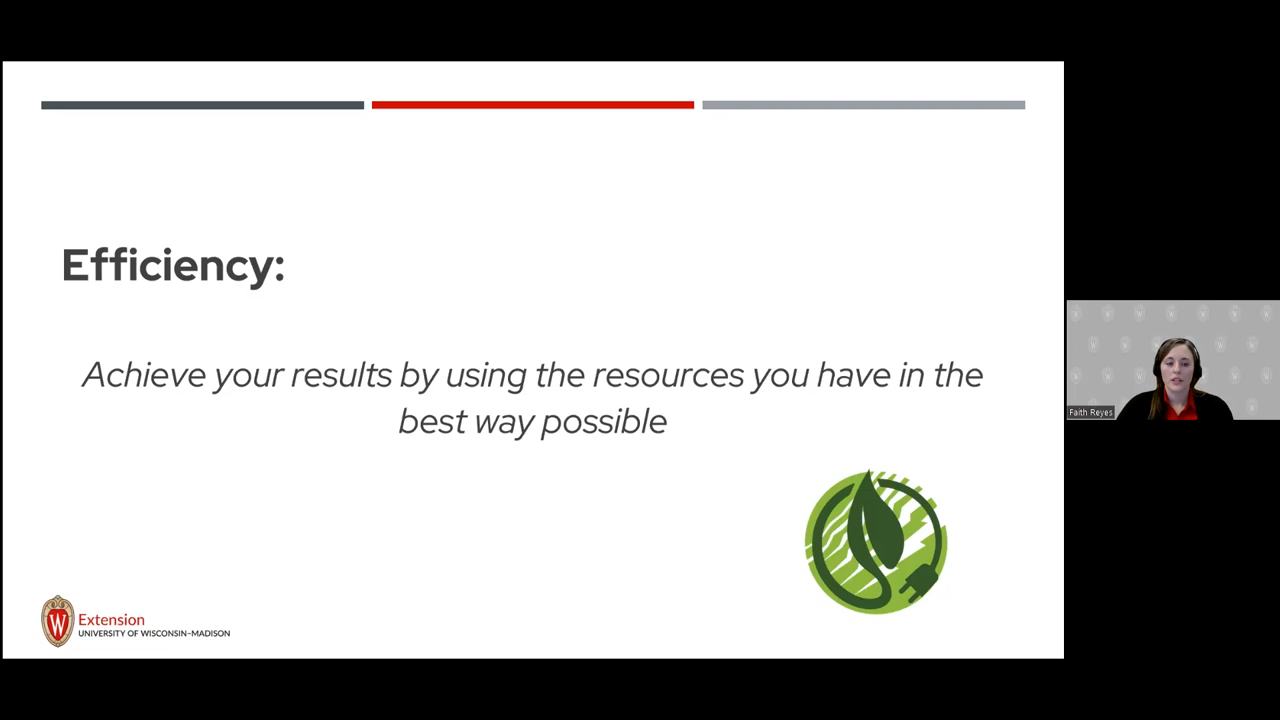 Efficiency:
Achieve your results by using the resources you have in the
best way possible
W
Extension
UNIVERSITY OF WISCONSIN–MADISON
Faith Reyes